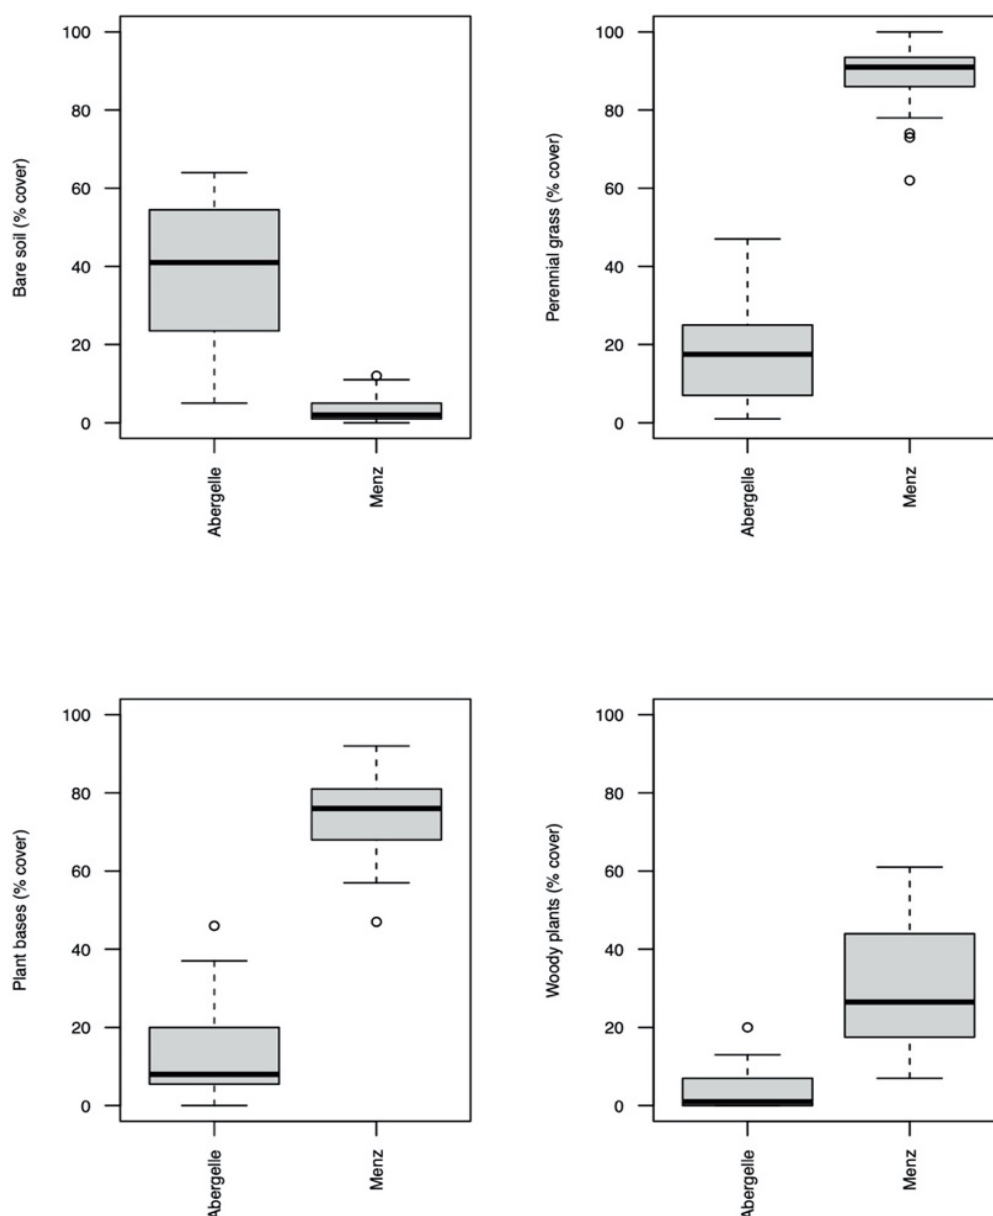 Bare soil (% cover)
100
80
60
40
20
0
Abergelle
Menz
Perennial grass (% cover)
100
80
60
40
20
0
Abergelle
Menz
Plant bases (% cover)
100
80
60
40
20
0
Abergelle
Menz
Woody plants (% cover)
100
80
60
40
20
0
Abergelle
Menz